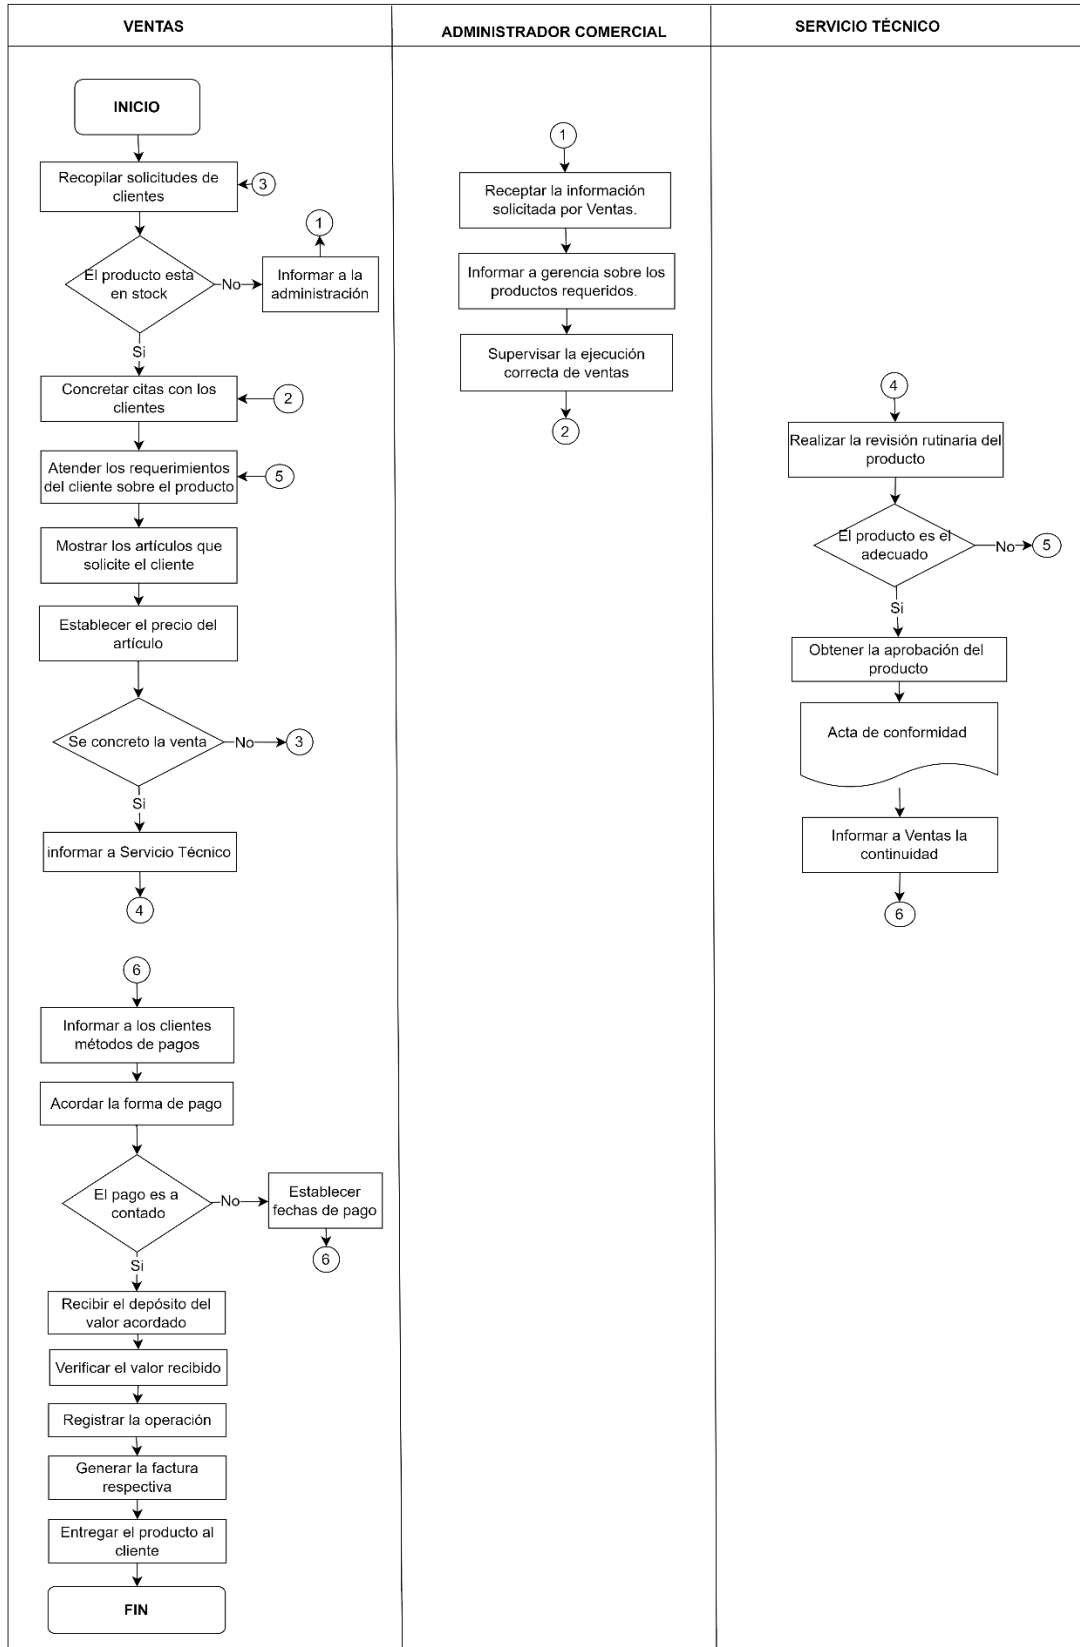 VENTAS
ADMINISTRADOR COMERCIAL
SERVICIO TÉCNICO
INICIO
Recopilar solicitudes de
clientes
3
1
El producto esta
en stock
No
Informar a la
administración
Si
Concretar citas con los
clientes
2
Atender los requerimientos
del cliente sobre el producto
5
Mostrar los artículos que
solicite el cliente
Establecer el precio del
artículo
Se concreto la venta
No
3
Si
informar a Servicio Técnico
4
6
Informar a los clientes
métodos de pagos
Acordar la forma de pago
El pago es a
contado
No
Establecer
fechas de pago
6
Si
Recibir el depósito del
valor acordado
Verificar el valor recibido
Registrar la operación
Generar la factura
respectiva
Entregar el producto al
cliente
FIN
1
Receptar la información
solicitada por Ventas.
Informar a gerencia sobre los
productos requeridos.
Supervisar la ejecución
correcta de ventas
2
4
Realizar la revisión rutinaria del
producto
El producto es el
adecuado
No
5
Si
Obtener la aprobación del
producto
Acta de conformidad
Informar a Ventas la
continuidad
6